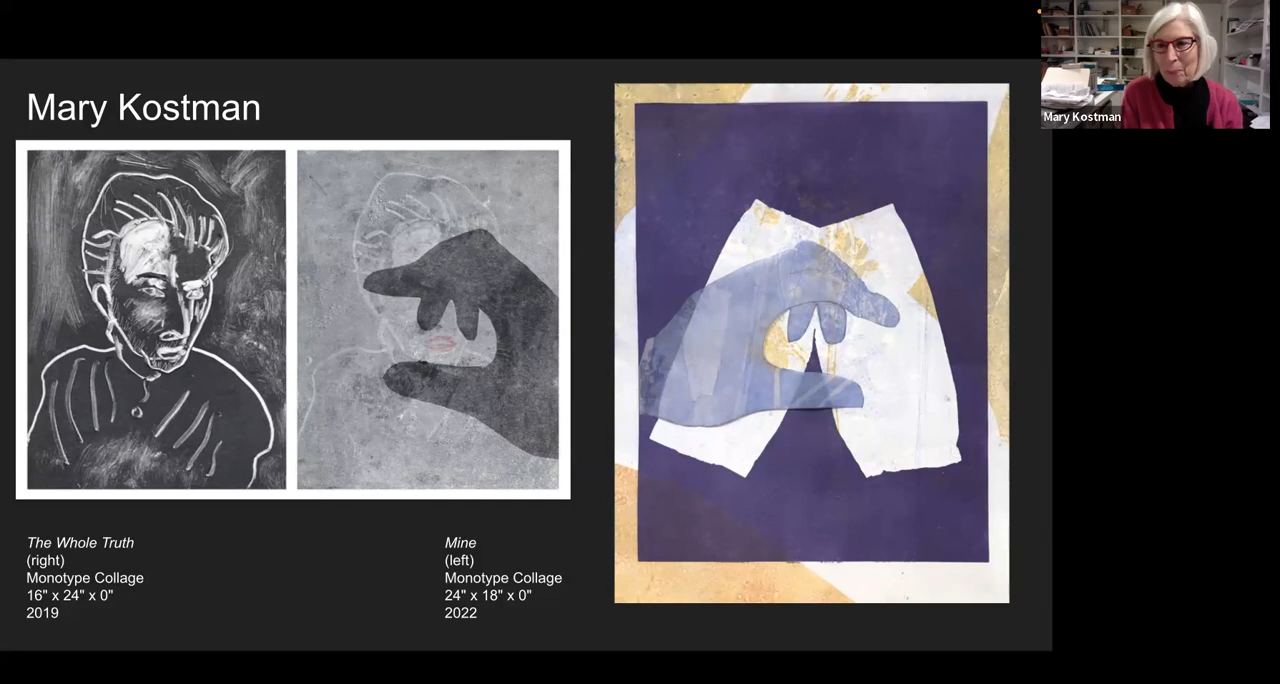 Mary Kostman
Mary Kostman
The Whole Truth
(right)
Monotype Collage
16" x 24" x 0"
2019
Mine
(left)
Monotype Collage
24" x 18" x 0"
2022